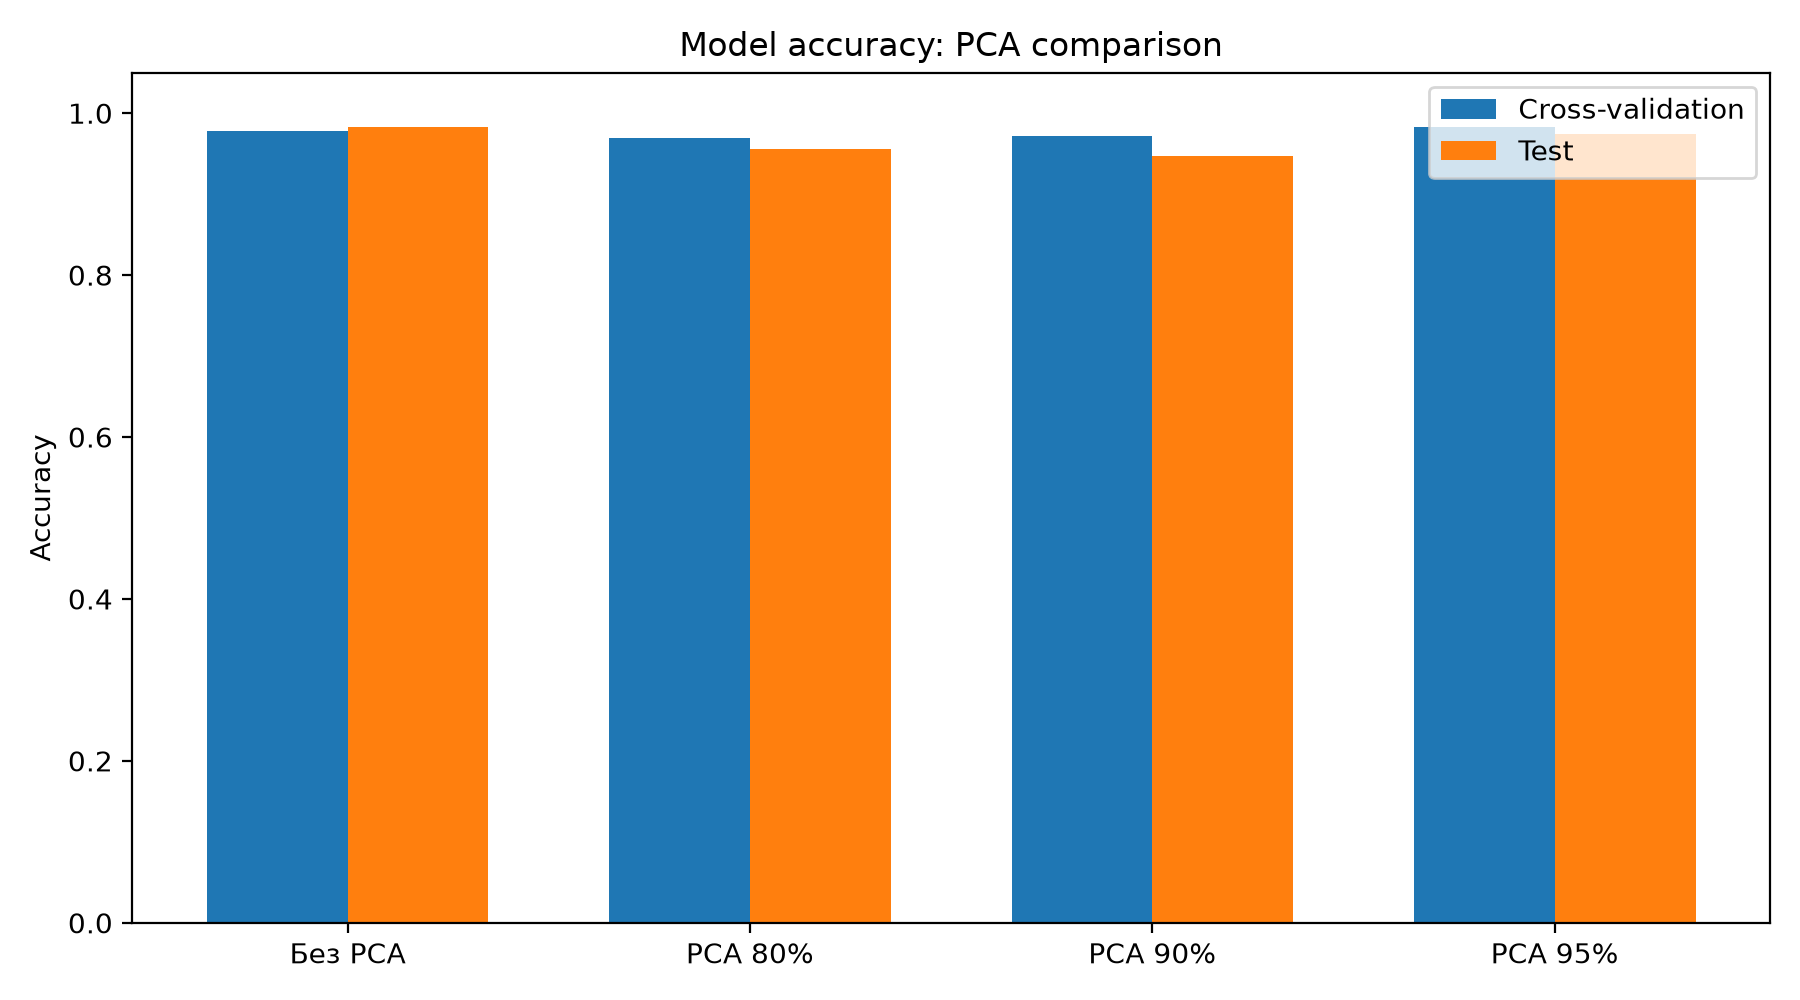 Model accuracy: PCA comparison
Cross-validation
Test
Accuracy
1.0
0.8
0.6
0.4
0.2
0.0
Без PCA
PCA 80%
PCA 90%
PCA 95%